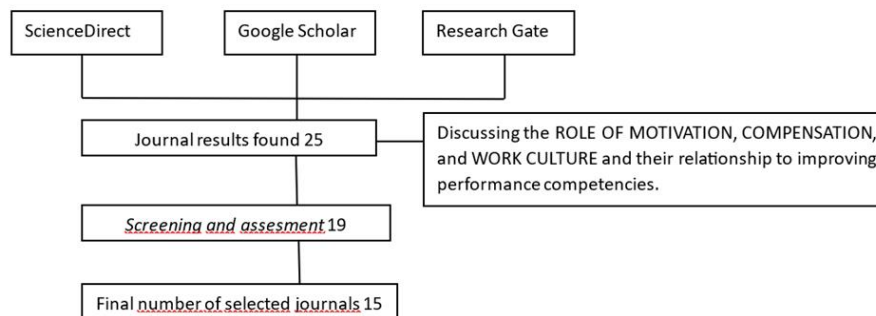 ScienceDirect
Google Scholar
Research Gate
Journal results found 25
Discussing the ROLE OF MOTIVATION, COMPENSATION,
and WORK CULTURE and their relationship to improving
performance competencies.
Screening and assesment 19
Final number of selected journals 15